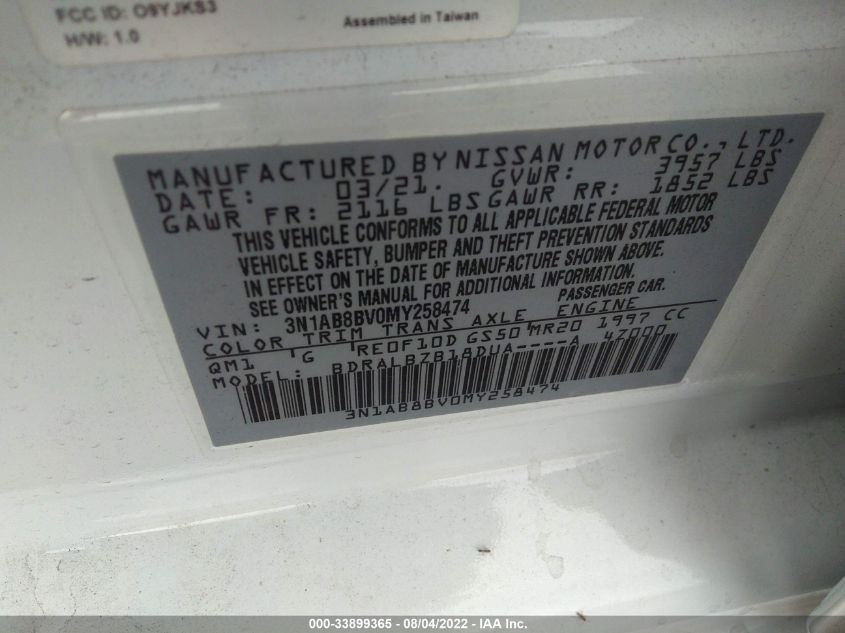 FCC ID: O9YJKS3
H/W: 1.0
Assembled in Taiwan
MANUFACTURED BY NISSAN MOTOR CO., LTD.
DATE: 03/21. GVWR: 3957 LBS
GAWR FR: 2116 LBS GAWR RR: 1852 LBS
THIS VEHICLE CONFORMS TO ALL APPLICABLE FEDERAL MOTOR
VEHICLE SAFETY, BUMPER AND THEFT PREVENTION STANDARDS
IN EFFECT ON THE DATE OF MANUFACTURE SHOWN ABOVE.
SEE OWNER'S MANUAL FOR ADDITIONAL INFORMATION.
VIN: 3N1AB8BV0MY258474 PASSENGER CAR.
COLOR TRIM TRANS AXLE ENGINE
QM1 G RE0F10D GS50 MR20 1997 CC
MODEL: BDRALBZB18DUA----A 47000
3N1AB8BV0MY258474
000-33899365 - 08/04/2022 - IAA Inc.